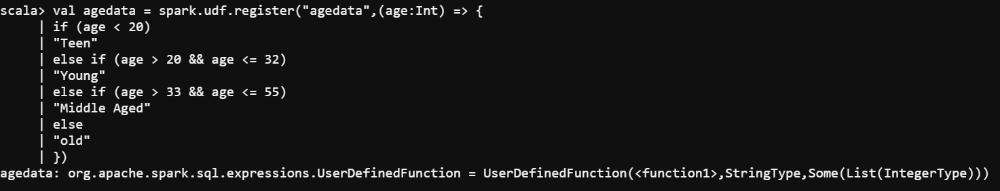 scala> val agedata = spark.udf.register("agedata",(age:Int) => {
     | if (age < 20)
     | "Teen"
     | else if (age > 20 && age <= 32)
     | "Young"
     | else if (age > 33 && age <= 55)
     | "Middle Aged"
     | else
     | "old"
     | })
agedata: org.apache.spark.sql.expressions.UserDefinedFunction = UserDefinedFunction(<function1>,StringType,Some(List(IntegerType)))